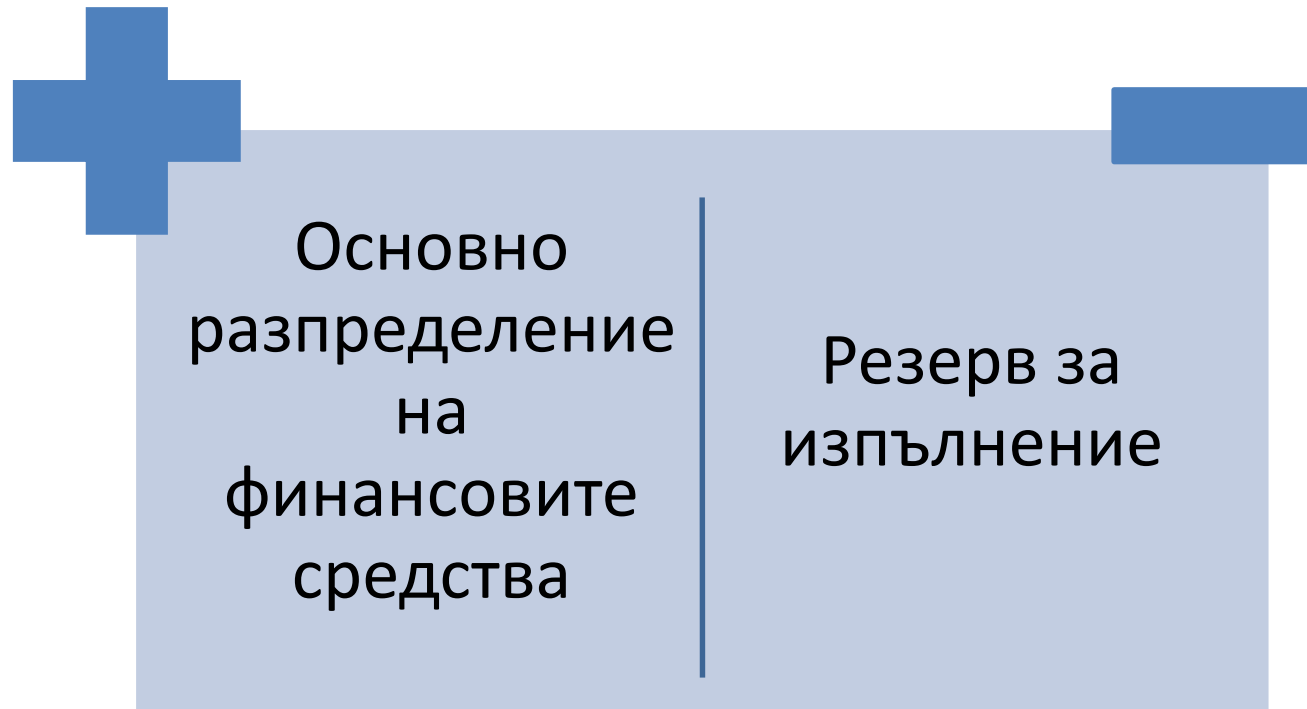 Основно
разпределение
на
финансовите
средства
Резерв за
изпълнение